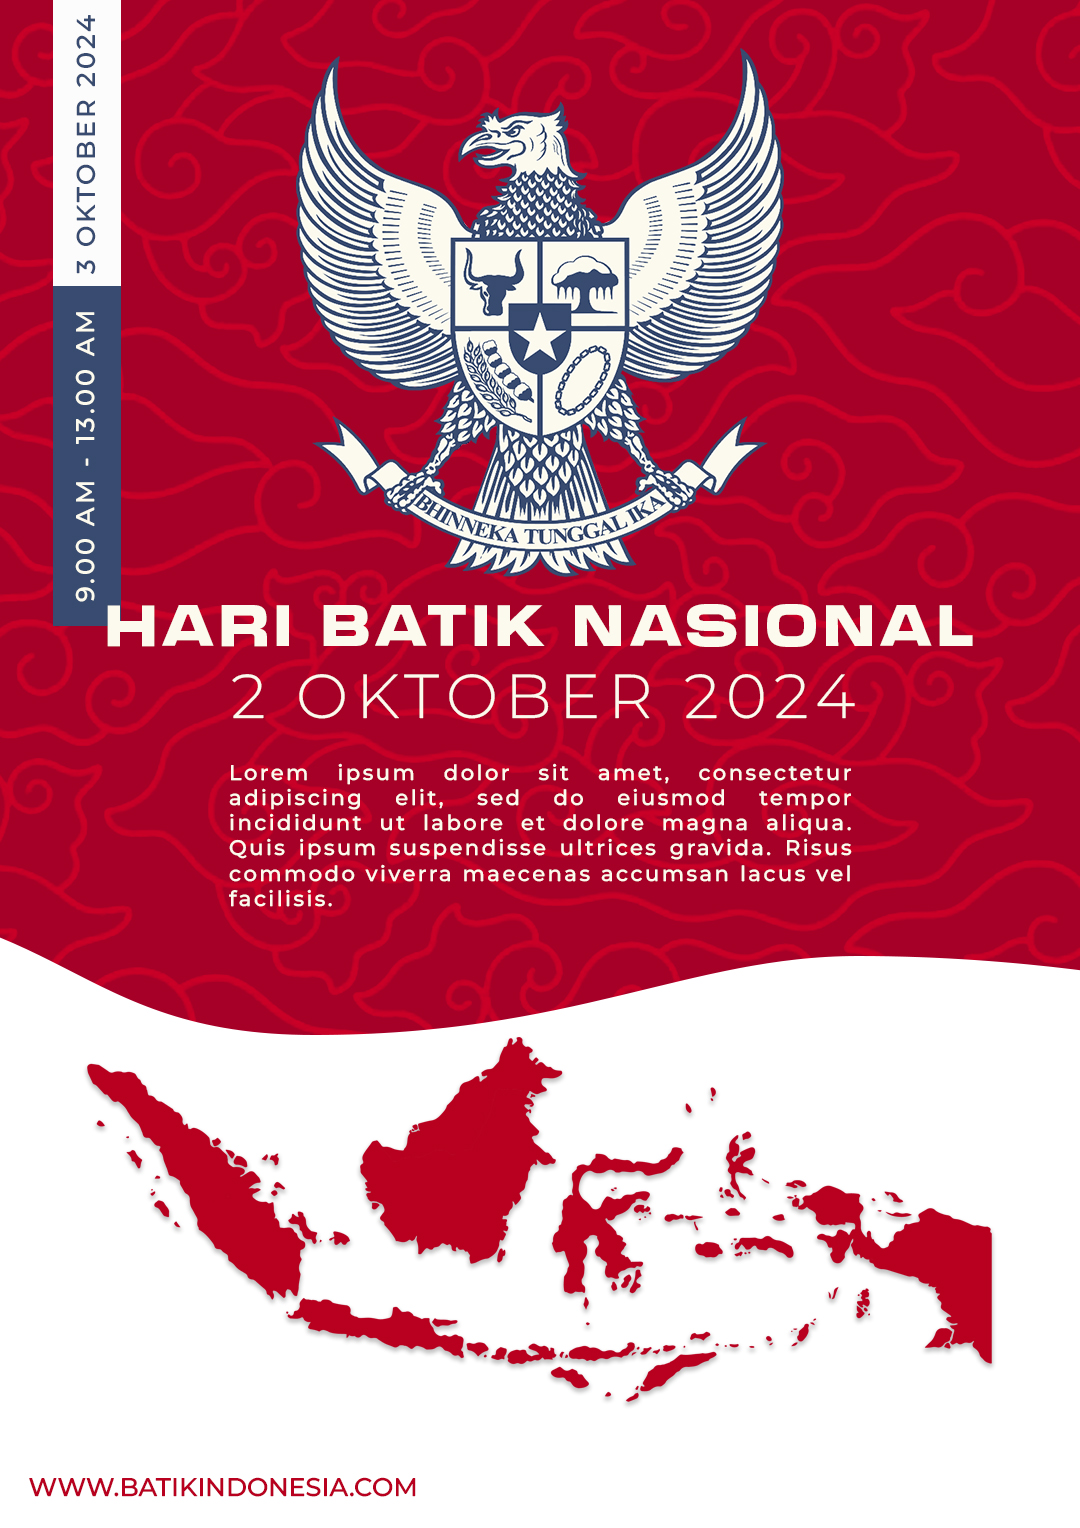 3 OKTOBER 2024
9.00 AM - 13.00 AM
BHINNEKA TUNGGAL IKA
HARI BATIK NASIONAL
2 OKTOBER 2024
Lorem ipsum dolor sit amet, consectetur
adipiscing elit, sed do eiusmod tempor
incididunt ut labore et dolore magna aliqua.
Quis ipsum suspendisse ultrices gravida. Risus
commodo viverra maecenas accumsan lacus vel
facilisis.
WWW.BATIKINDONESIA.COM